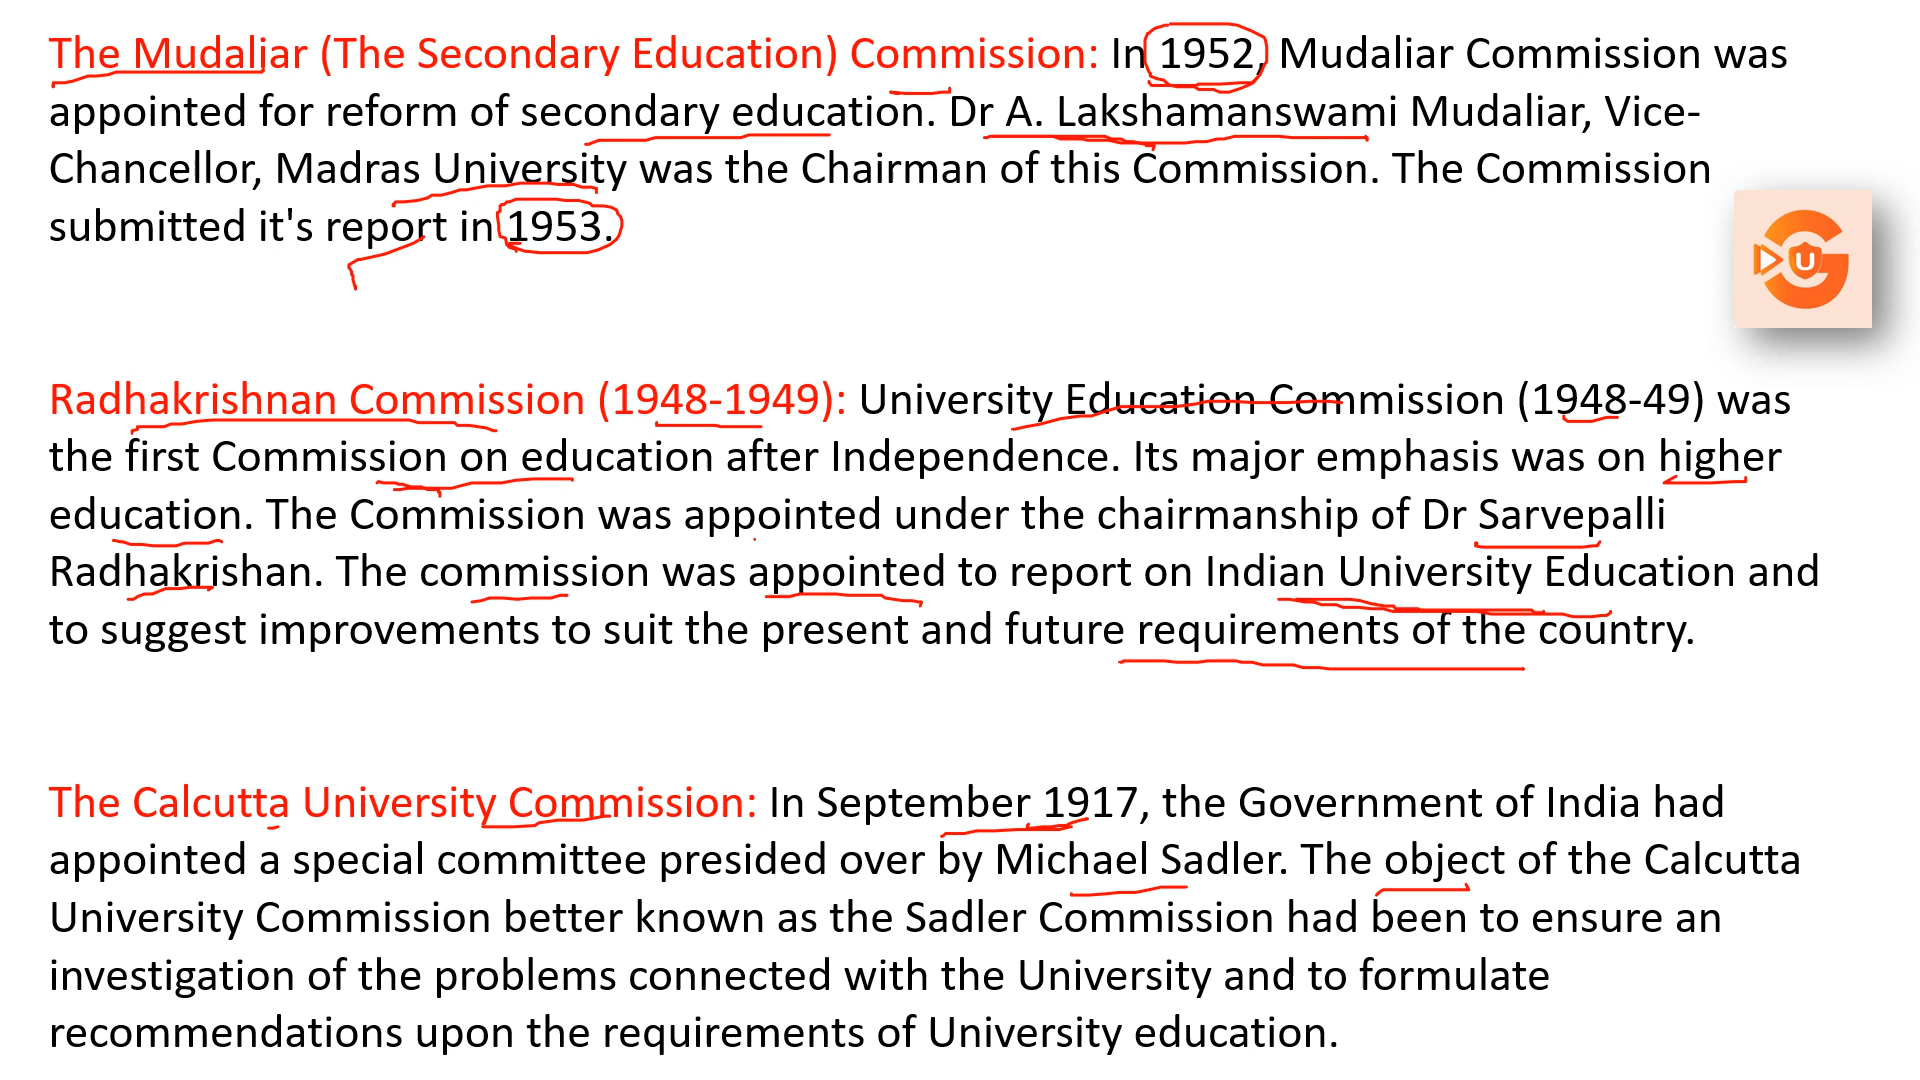 The Mudaliar (The Secondary Education) Commission: In 1952, Mudaliar Commission was
appointed for reform of secondary education. Dr A. Lakshamanswami Mudaliar, Vice-
Chancellor, Madras University was the Chairman of this Commission. The Commission
submitted it's report in 1953.
U
Radhakrishnan Commission (1948-1949): University Education Commission (1948-49) was
the first Commission on education after Independence. Its major emphasis was on higher
education. The Commission was appointed under the chairmanship of Dr Sarvepalli
Radhakrishan. The commission was appointed to report on Indian University Education and
to suggest improvements to suit the present and future requirements of the country.
The Calcutta University Commission: In September 1917, the Government of India had
appointed a special committee presided over by Michael Sadler. The object of the Calcutta
University Commission better known as the Sadler Commission had been to ensure an
investigation of the problems connected with the University and to formulate
recommendations upon the requirements of University education.